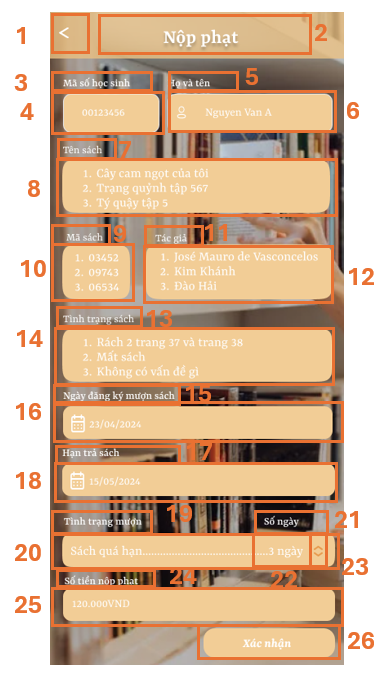 1 < Nộp phạt 2
3 Mã số học sinh Họ và tên 5
4 00123456 Nguyen Van A 6
Tên sách 7
8 1. Cây cam ngọt của tôi
2. Trạng quỳnh tập 567
3. Tý quậy tập 5
Mã sách 9 Tác giả 11
10 1. 03452
2. 09743
3. 06534
1. José Mauro de Vasconcelos
2. Kim Khánh
3. Đào Hải
12
Tình trạng sách 13
14 1. Rách 2 trang 37 và trang 38
2. Mất sách
3. Không có vấn đề gì
Ngày đăng ký mượn sách 15
16 23/04/2024
Hạn trả sách 17
18 15/05/2024
Tình trạng mượn 19 Số ngày 21
20 Sách quá hạn........................................3 ngày 22 23
Số tiền nộp phạt 24
25 120.000VND
Xác nhận 26